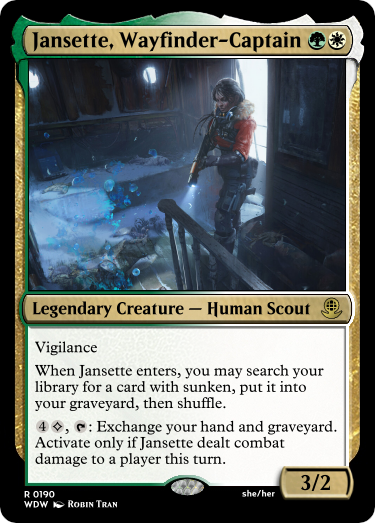 Jansette, Wayfinder-Captain
Legendary Creature — Human Scout
Vigilance
When Jansette enters, you may search your
library for a card with sunken, put it into
your graveyard, then shuffle.
4, : Exchange your hand and graveyard.
Activate only if Jansette dealt combat
damage to a player this turn.
3/2
R 0190
WDW Robin Tran
she/her